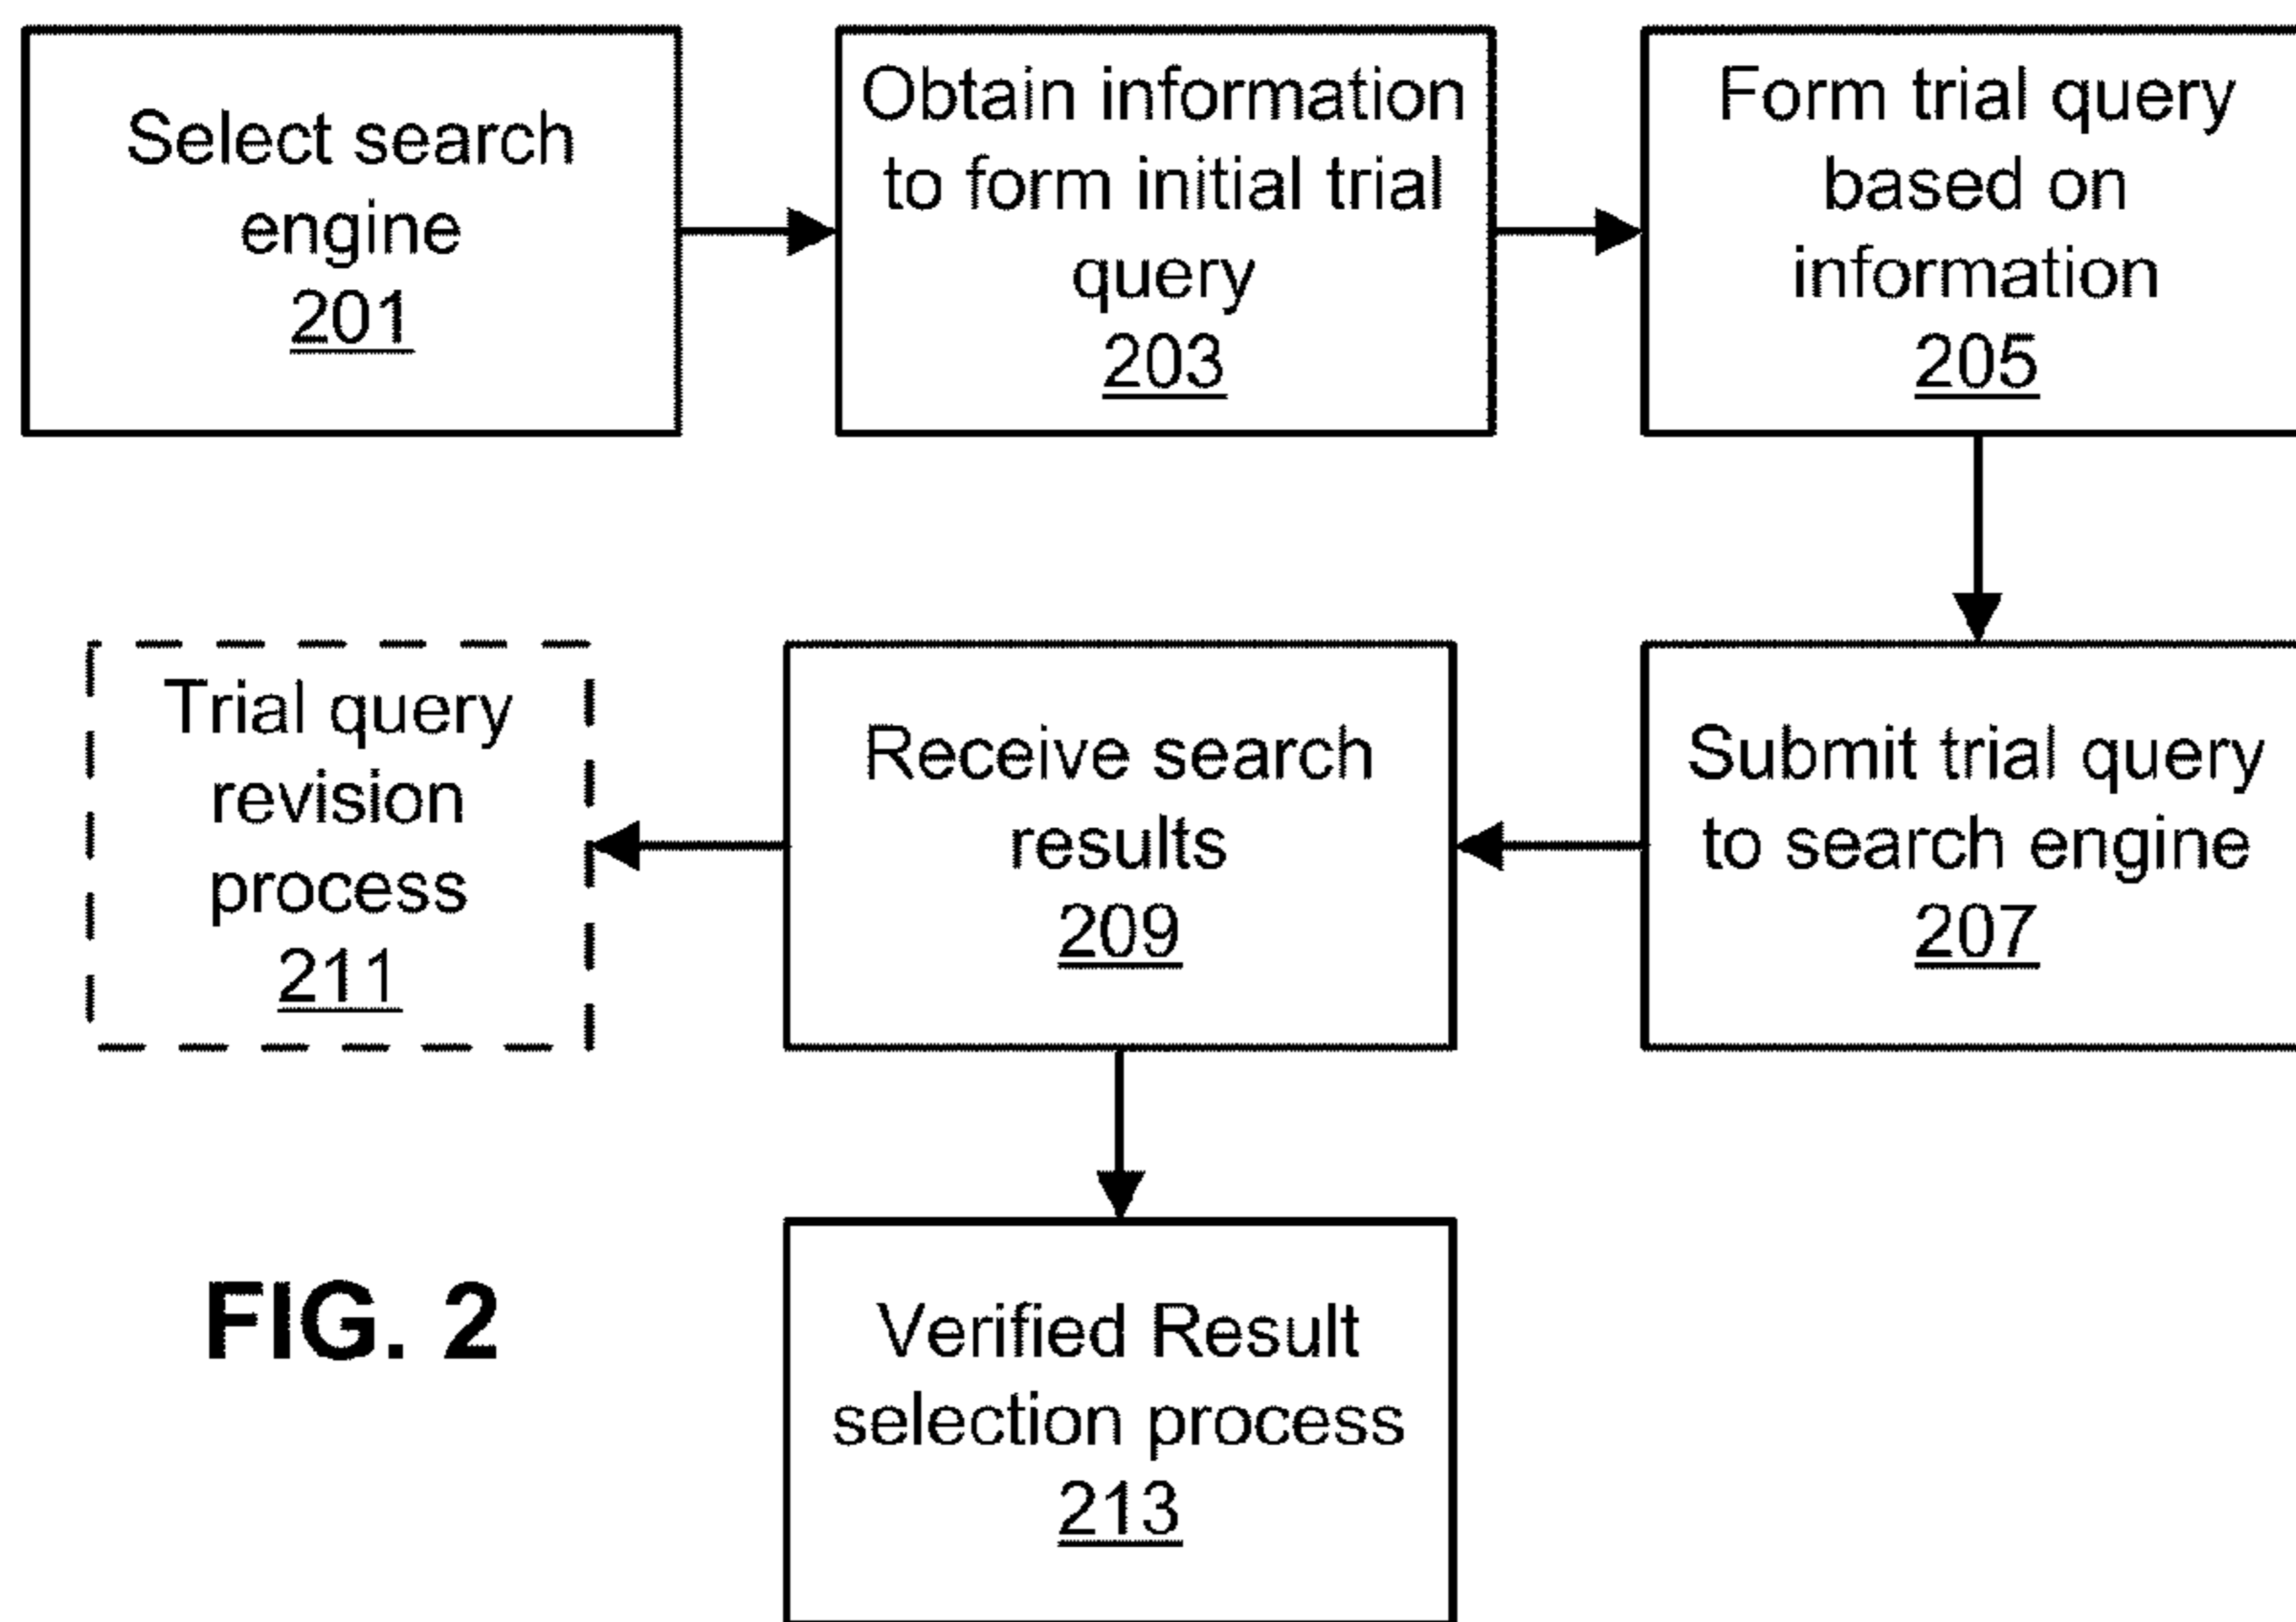 Select search
engine
201
Obtain information
to form initial trial
query
203
Form trial query
based on
information
205
Trial query
revision
process
211
Receive search
results
209
Submit trial query
to search engine
207
FIG. 2
Verified Result
selection process
213